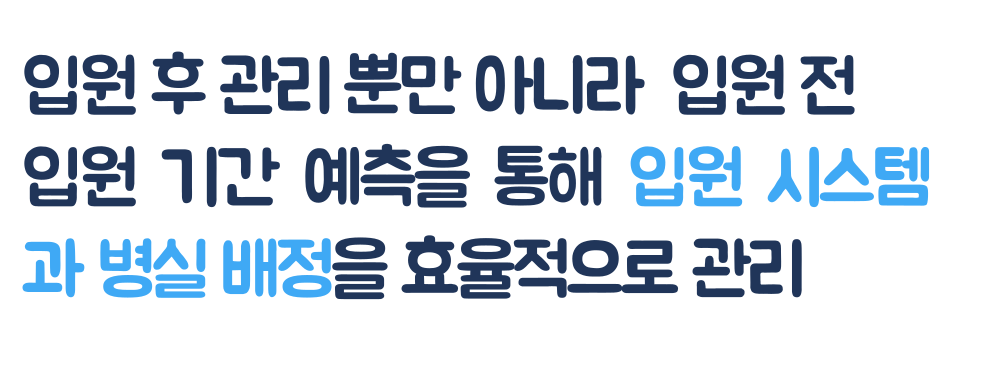 입원 후 관리 뿐만 아니라 입원 전
입원 기간 예측을 통해 입원 시스템
과 병실 배정을 효율적으로 관리